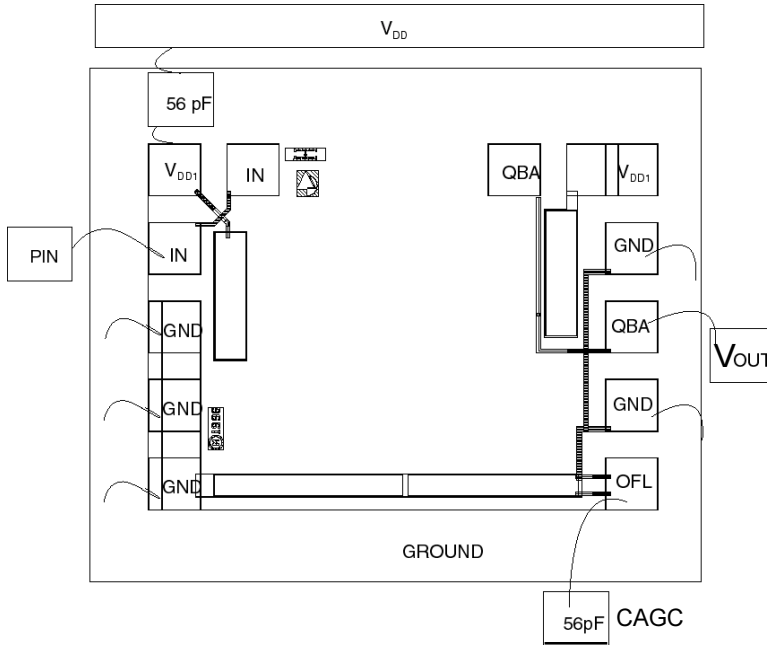 VDD
56 pF
VDD1
IN
QBA
VDD1
PIN
IN
GND
GND
QBA
VOUT
GND
GND
1996
GND
OFL
GROUND
56pF
CAGC